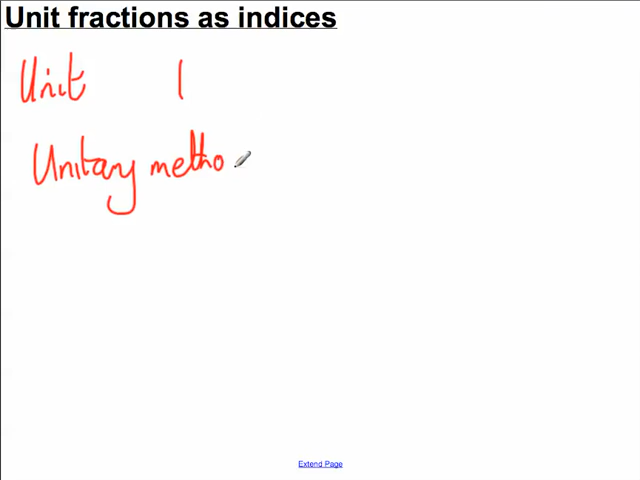 Unit fractions as indices
Unit 1
Unitary metho
Extend Page